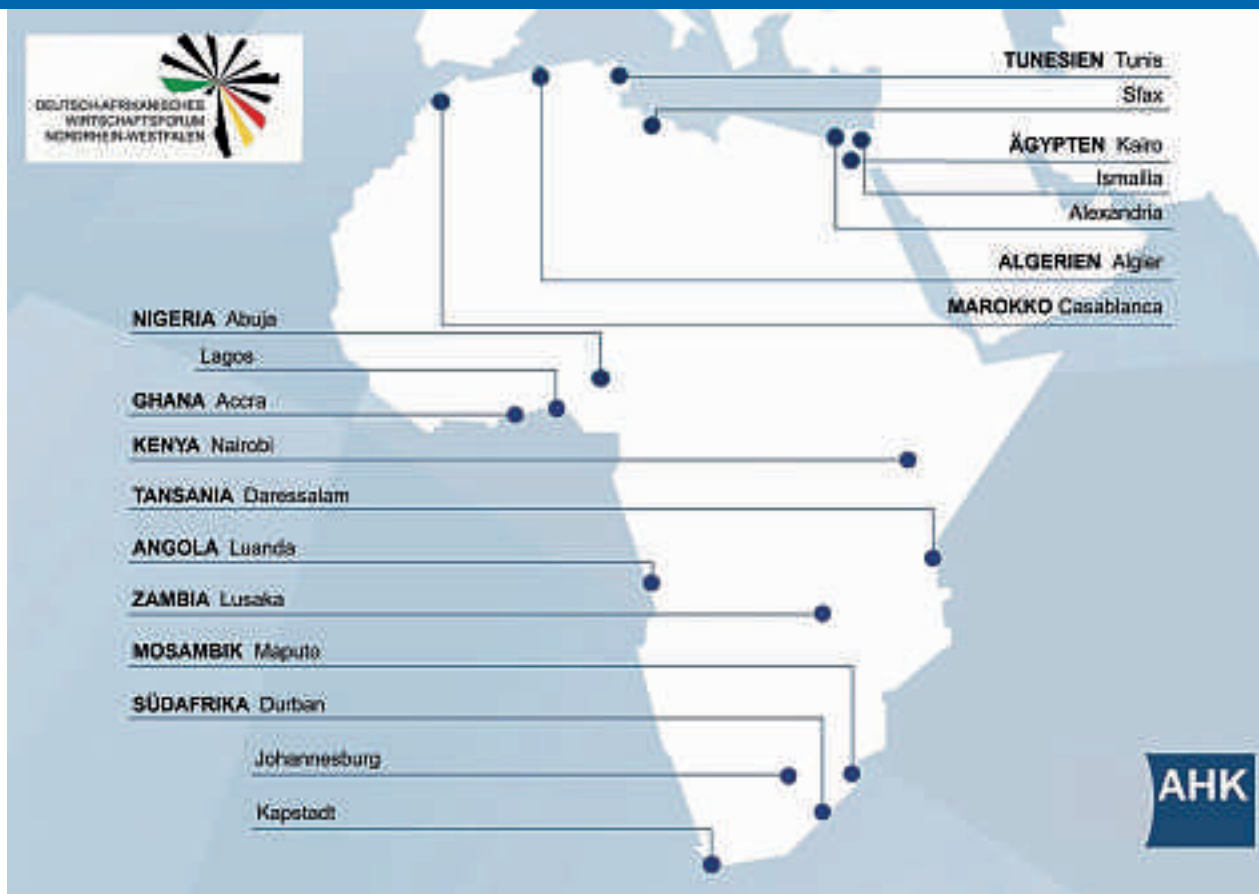 DEUTSCH-AFRIKANISCHES
WIRTSCHAFTSFORUM
NORDRHEIN-WESTFALEN
TUNESIEN Tunis
Sfax
ÄGYPTEN Kairo
Ismailia
Alexandria
ALGERIEN Algier
MAROKKO Casablanca
NIGERIA Abuja
Lagos
GHANA Accra
KENYA Nairobi
TANSANIA Daressalam
ANGOLA Luanda
ZAMBIA Lusaka
MOSAMBIK Maputo
SÜDAFRIKA Durban
Johannesburg
Kapstadt
AHK